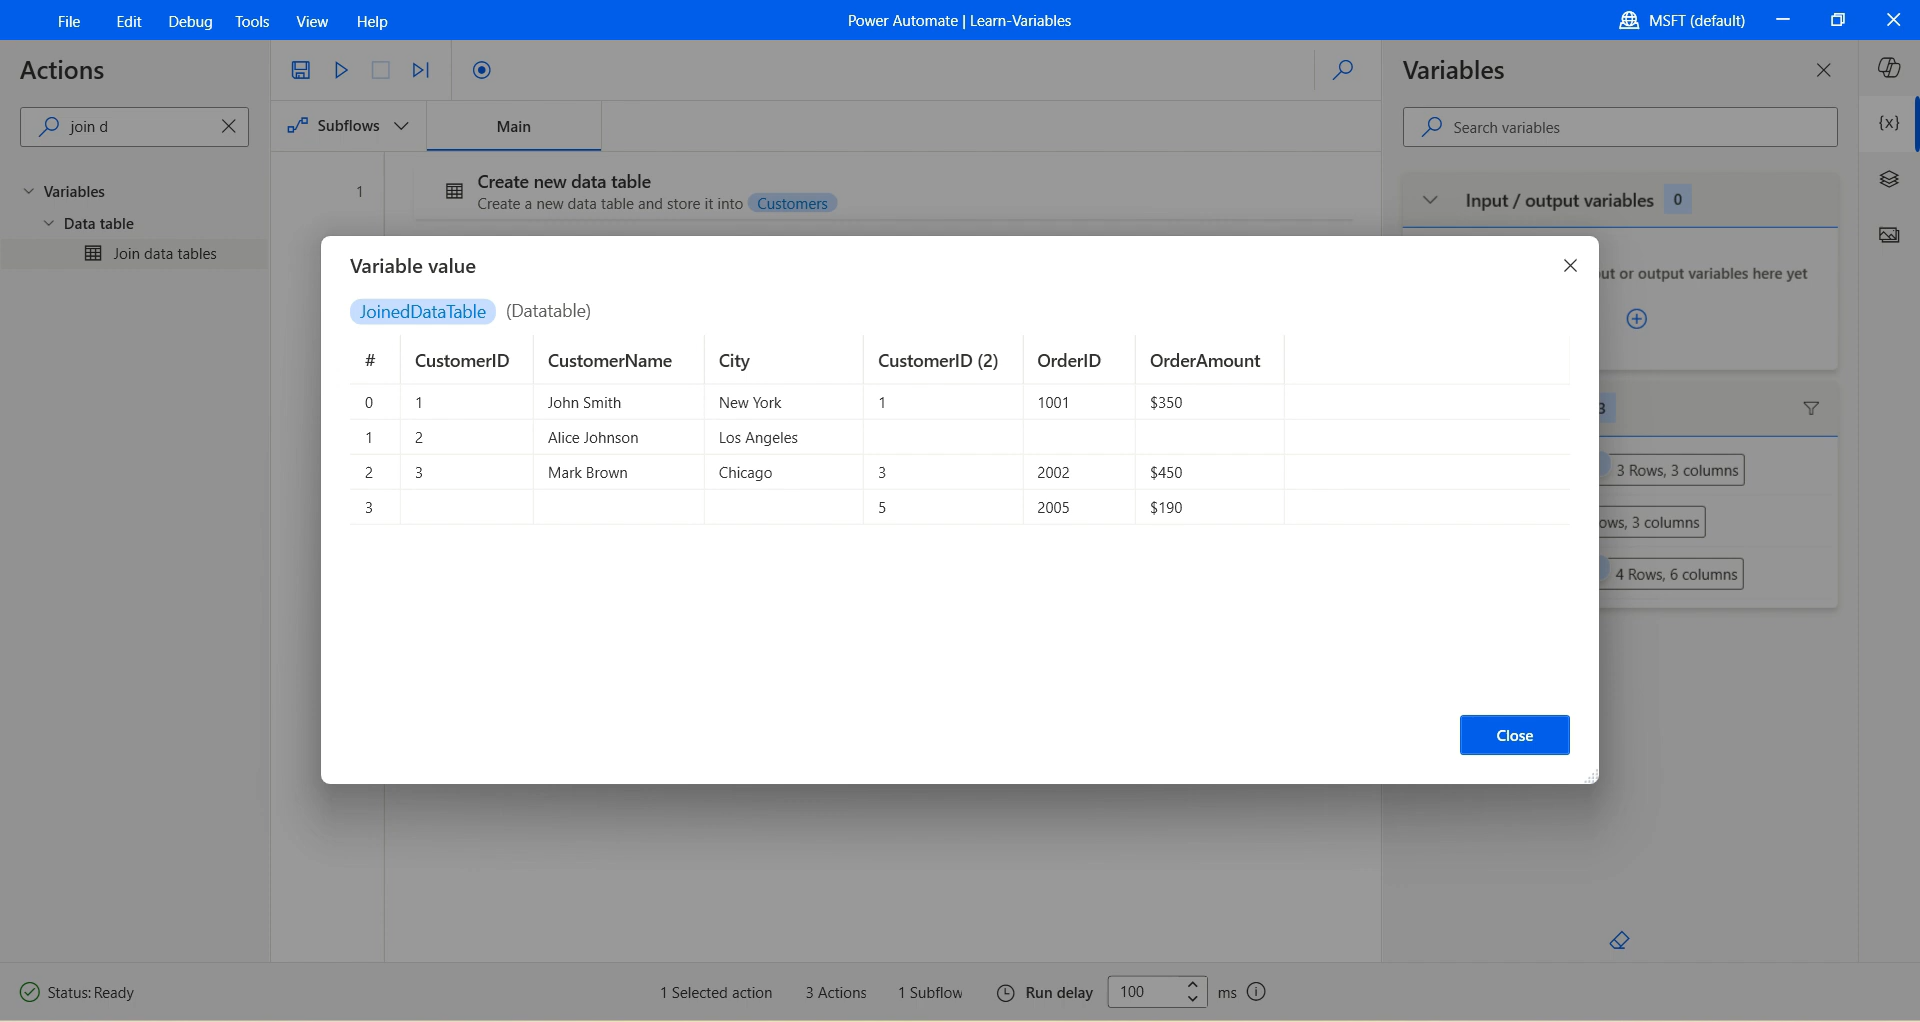 File Edit Debug Tools View Help
Power Automate | Learn-Variables
MSFT (default)
Actions
join d
Variables
Data table
Join data tables
Subflows
Main
1
Create new data table
Create a new data table and store it into Customers
Variables
Search variables
Input / output variables 0
or output variables here yet
{x}
3
3 Rows, 3 columns
3 columns
4 Rows, 6 columns
Variable value
JoinedDataTable (Datatable)
# CustomerID CustomerName City CustomerID (2) OrderID OrderAmount
0 1 John Smith New York 1 1001 $350
1 2 Alice Johnson Los Angeles
2 3 Mark Brown Chicago 3 2002 $450
3 5 2005 $190
Close
Status: Ready
1 Selected action 3 Actions 1 Subflow Run delay 100 ms